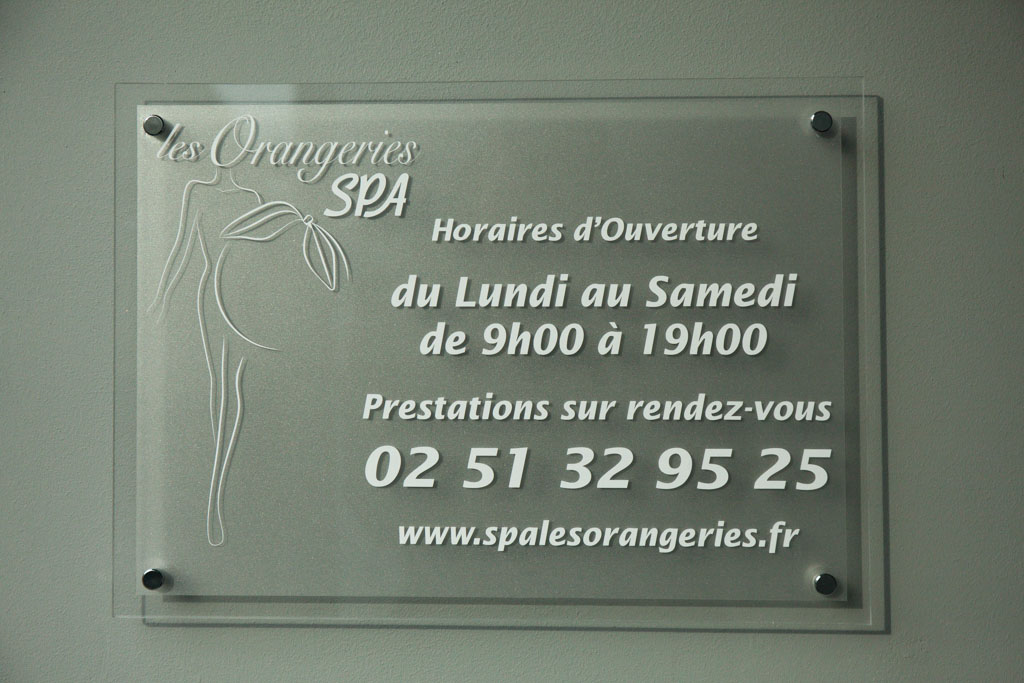 les Orangeries
SPA
Horaires d'Ouverture
du Lundi au Samedi
de 9h00 à 19h00
Prestations sur rendez-vous
02 51 32 95 25
www.spalesorangeries.fr